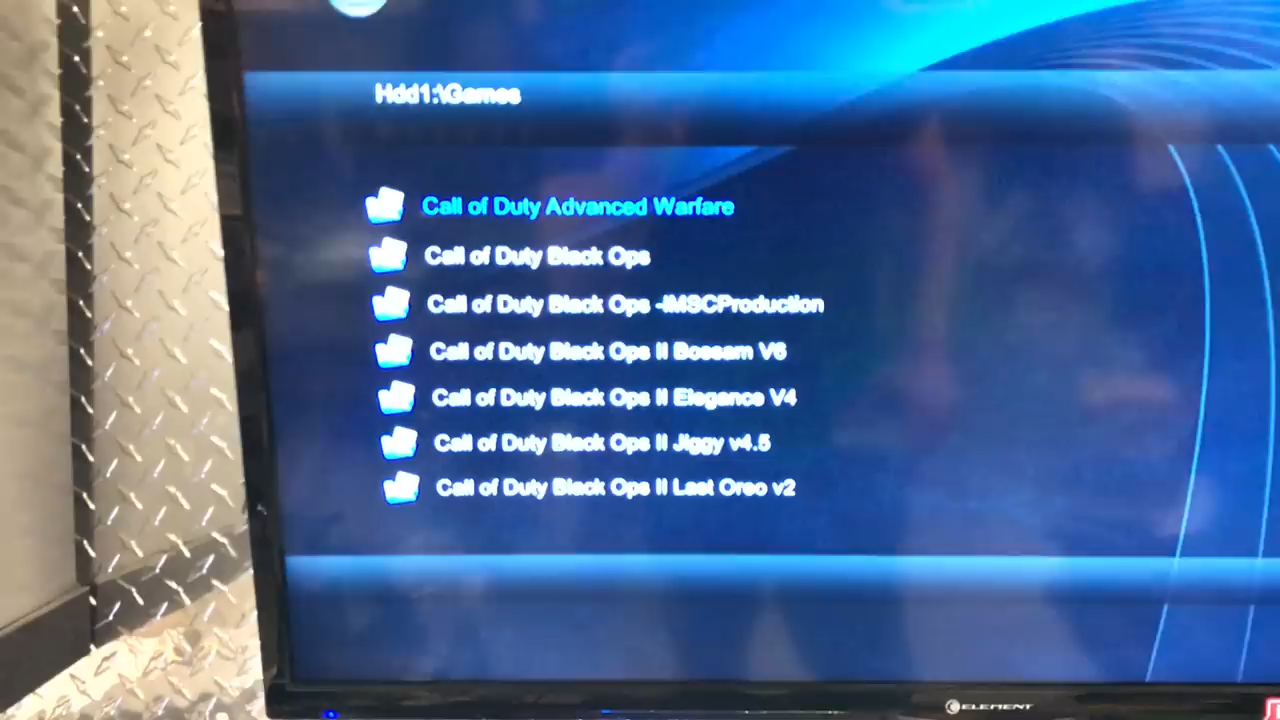 Hdd1:\Games
Call of Duty Advanced Warfare
Call of Duty Black Ops
Call of Duty Black Ops -IMSCProduction
Call of Duty Black Ops II Bossam V6
Call of Duty Black Ops II Elegance V4
Call of Duty Black Ops II Jiggy v4.5
Call of Duty Black Ops II Last Oreo v2
ELEMENT